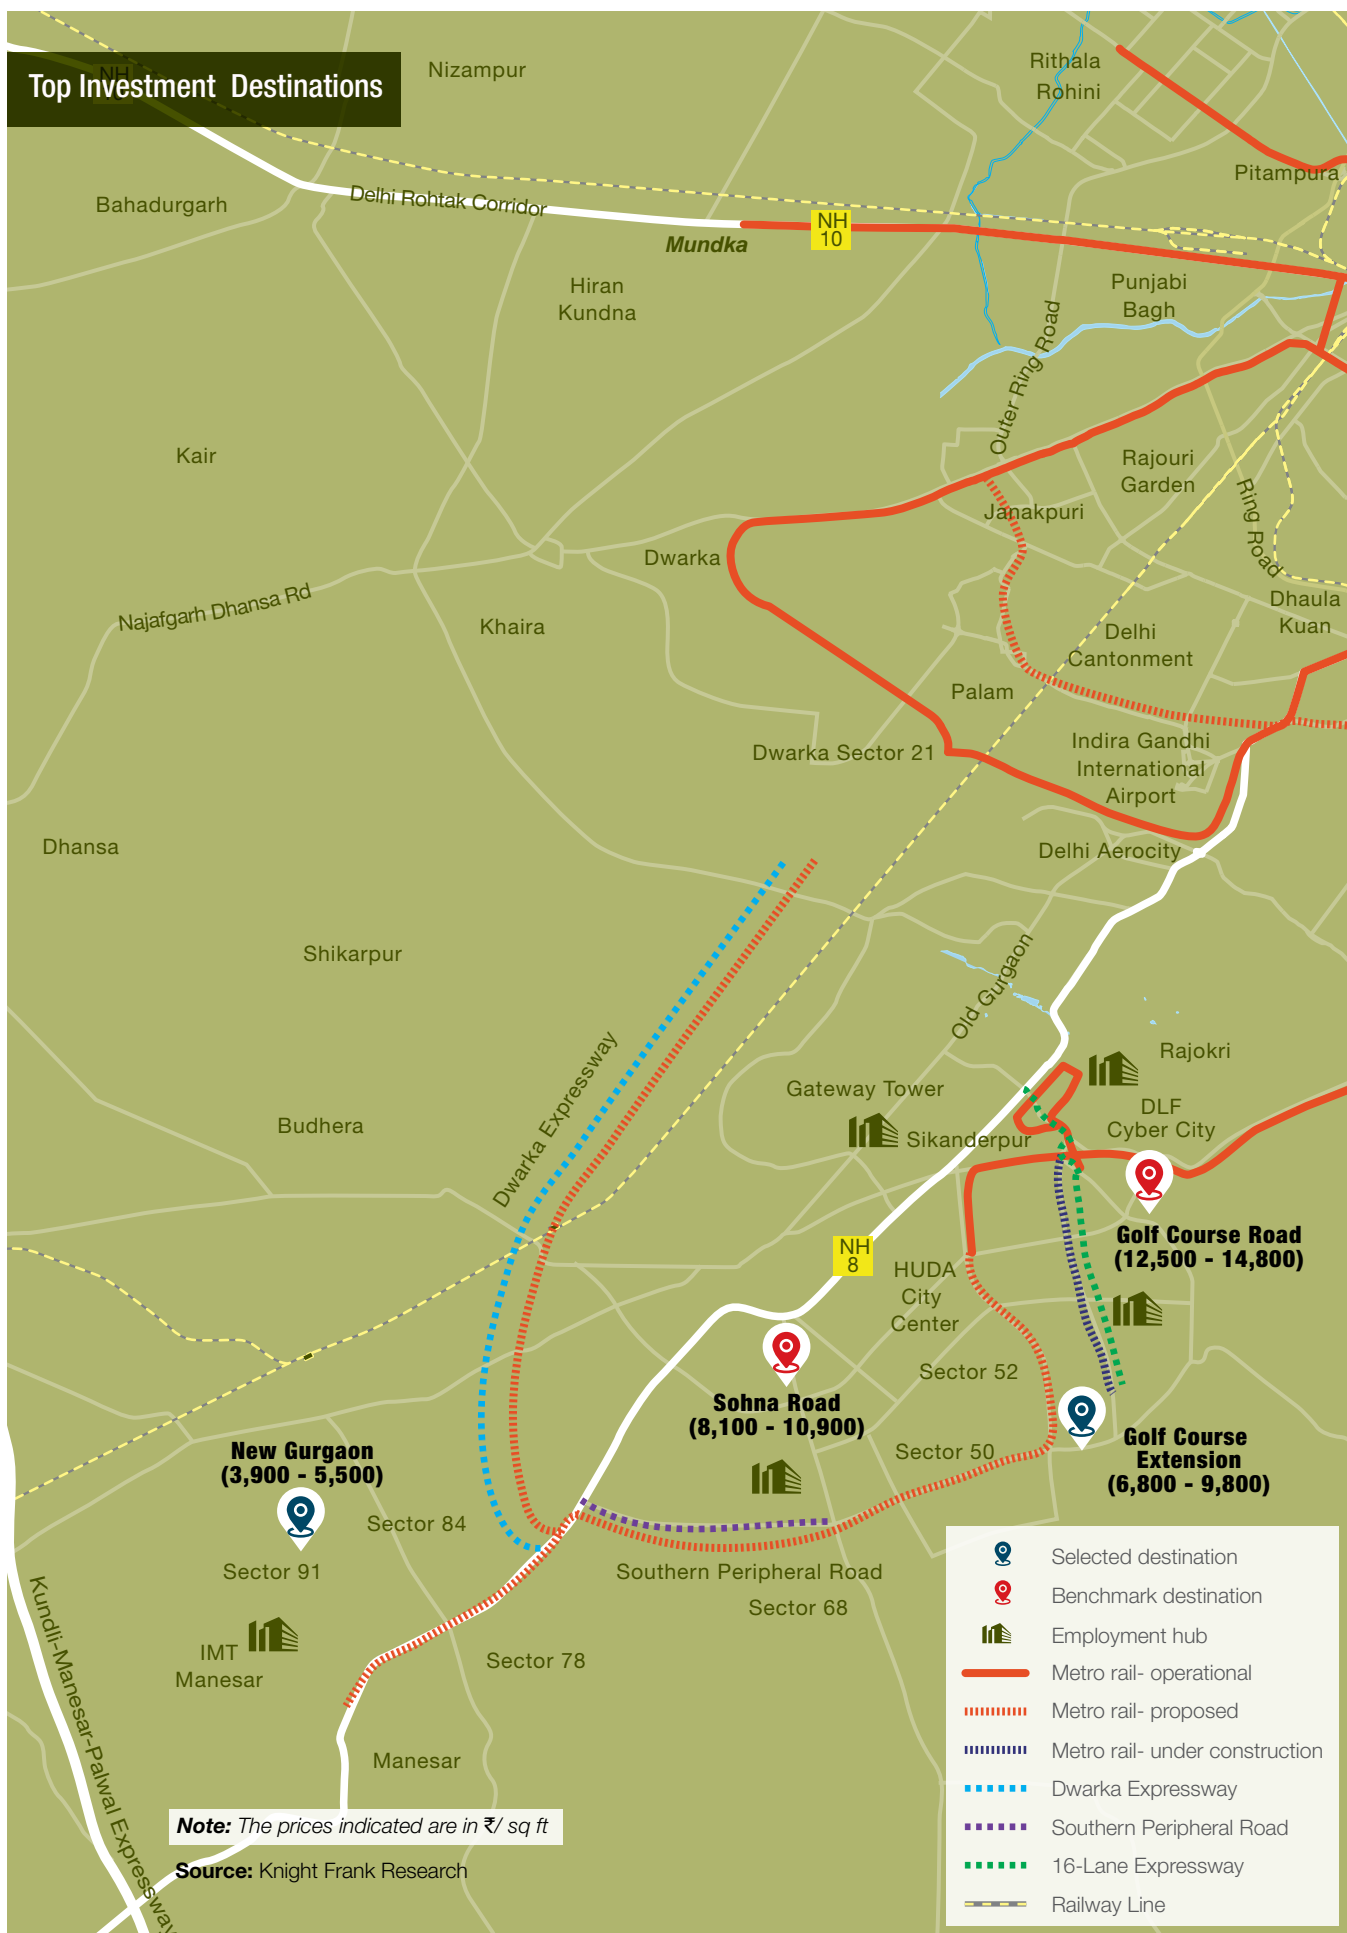 Top Investment Destinations
NH
Nizampur
Rithala
Rohini
Pitampura
Bahadurgarh
Delhi Rohtak Corridor
Mundka
NH
10
Hiran
Kundna
Punjabi
Bagh
Outer Ring Road
Kair
Rajouri
Garden
Janakpuri
Ring Road
Dwarka
Najafgarh Dhansa Rd
Khaira
Dhaula
Kuan
Delhi
Cantonment
Palam
Dwarka Sector 21
Indira Gandhi
International
Airport
Dhansa
Delhi Aerocity
Shikarpur
Old Gurgaon
Rajokri
Dwarka Expressway
Gateway Tower
DLF
Cyber City
Budhera
Sikanderpur
Golf Course Road
(12,500 - 14,800)
NH
8
HUDA
City
Center
Sector 52
Sohna Road
(8,100 - 10,900)
New Gurgaon
(3,900 - 5,500)
Sector 50
Golf Course
Extension
(6,800 - 9,800)
Sector 84
Sector 91
Southern Peripheral Road
Sector 68
IMT
Manesar
Sector 78
Kundli-Manesar-Palwal Expressway
Manesar
Selected destination
Benchmark destination
Employment hub
Metro rail- operational
Metro rail- proposed
Metro rail- under construction
Dwarka Expressway
Southern Peripheral Road
16-Lane Expressway
Railway Line
Note: The prices indicated are in ₹/ sq ft
Source: Knight Frank Research